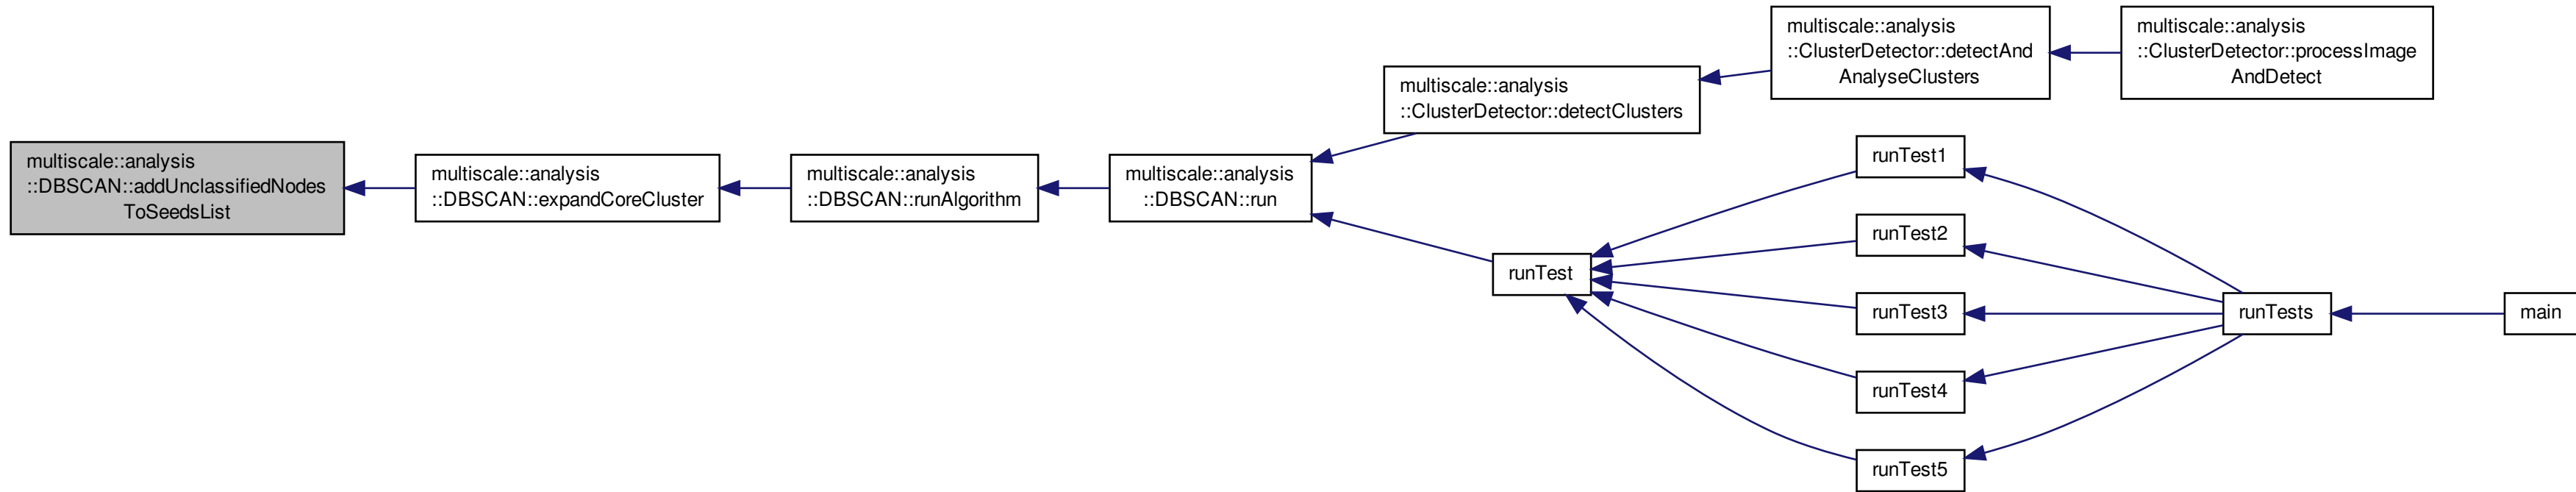 multiscale::analysis
::DBSCAN::addUnclassifiedNodes
ToSeedsList
multiscale::analysis
::DBSCAN::expandCoreCluster
multiscale::analysis
::DBSCAN::runAlgorithm
multiscale::analysis
::DBSCAN::run
multiscale::analysis
::ClusterDetector::detectClusters
multiscale::analysis
::ClusterDetector::detectAnd
AnalyseClusters
multiscale::analysis
::ClusterDetector::processImage
AndDetect
runTest
runTest1
runTest2
runTest3
runTest4
runTest5
runTests
main